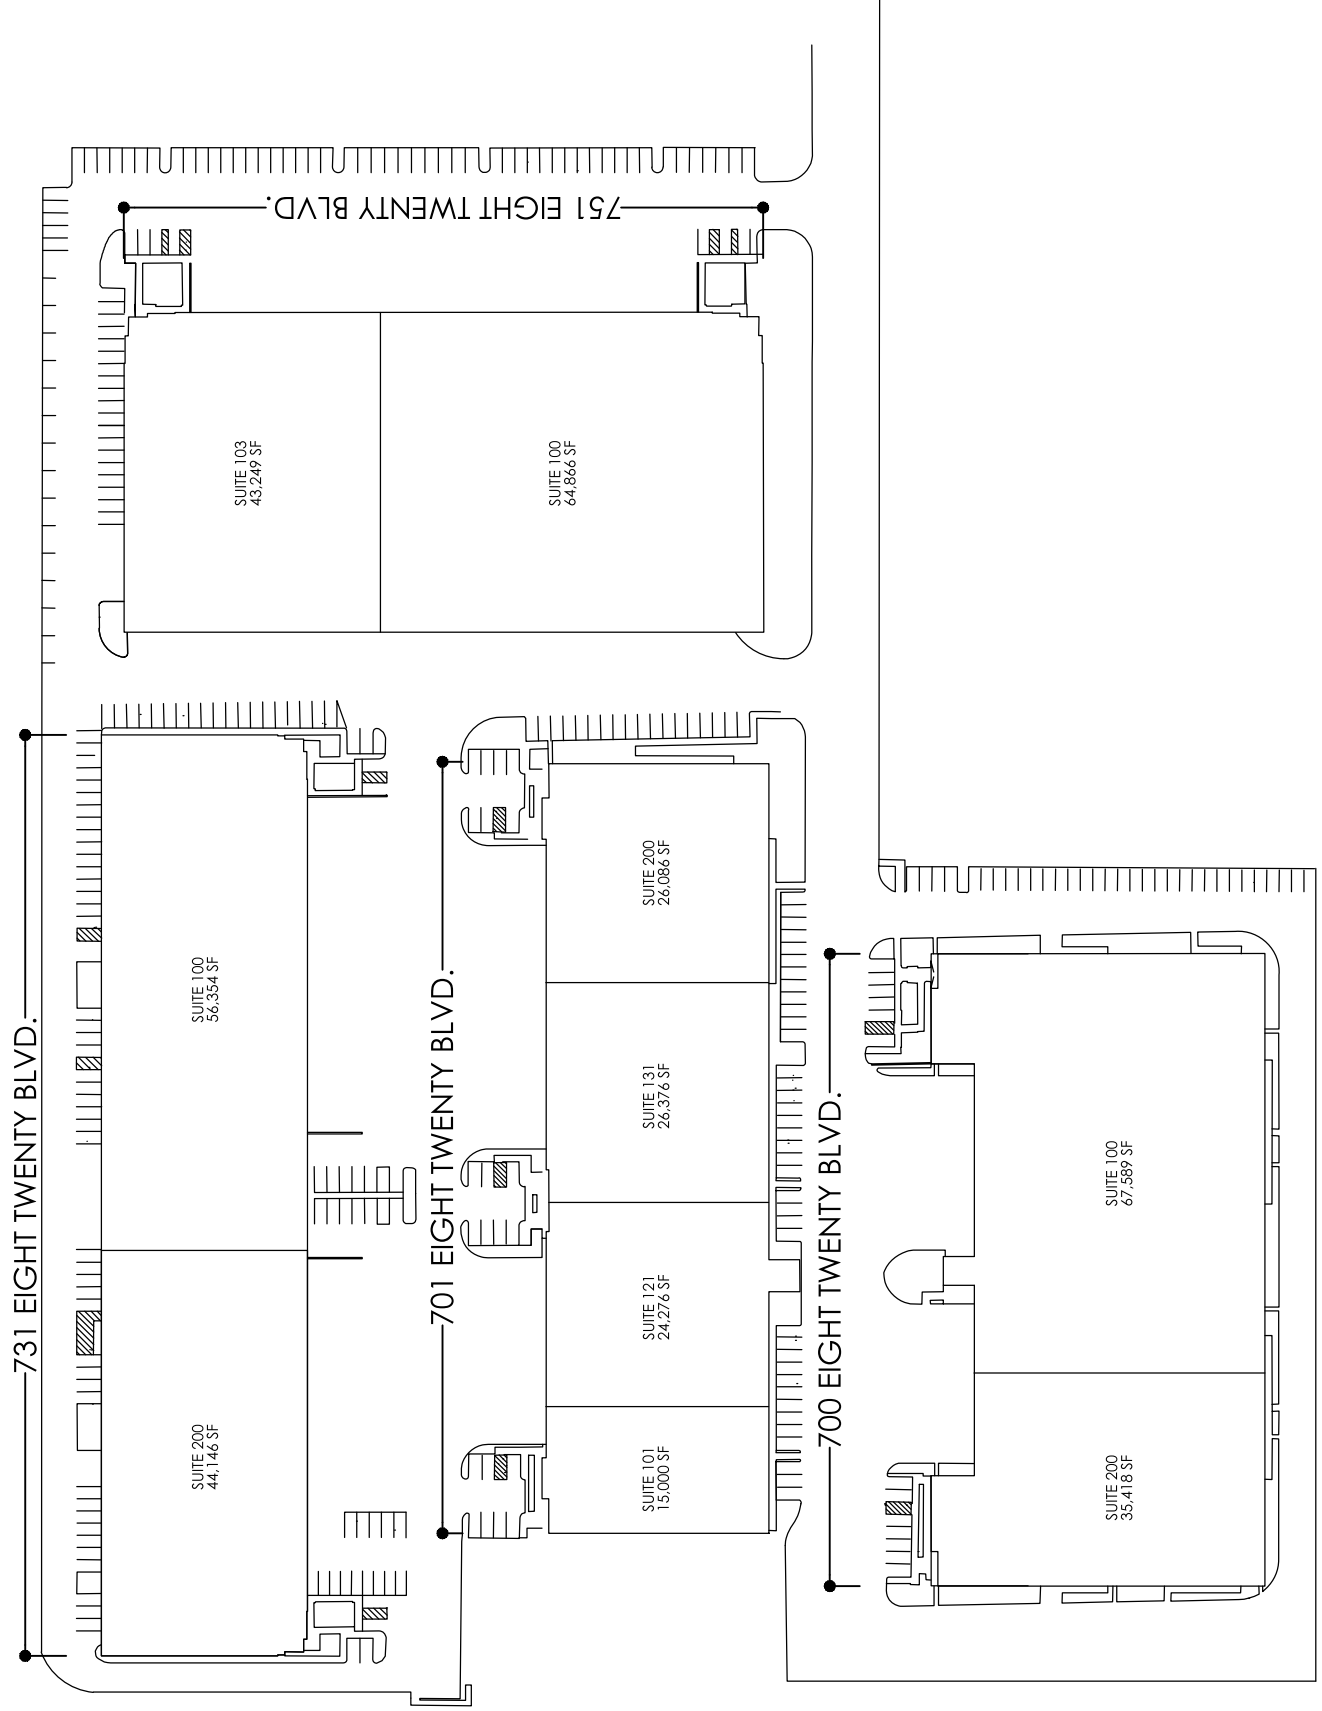 751 EIGHT TWENTY BLVD.
SUITE 103
43,249 SF
SUITE 100
64,866 SF
731 EIGHT TWENTY BLVD.
SUITE 100
56,354 SF
SUITE 200
44,146 SF
701 EIGHT TWENTY BLVD.
SUITE 200
26,086 SF
SUITE 131
26,376 SF
SUITE 121
24,276 SF
SUITE 101
15,000 SF
700 EIGHT TWENTY BLVD.
SUITE 100
67,589 SF
SUITE 200
35,418 SF